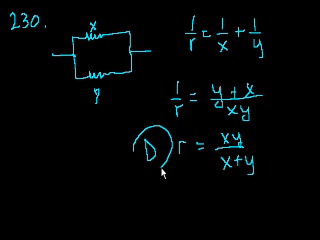 230.
x
y
1/r = 1/x + 1/y
1/r = y + x / xy
D r = xy / x + y